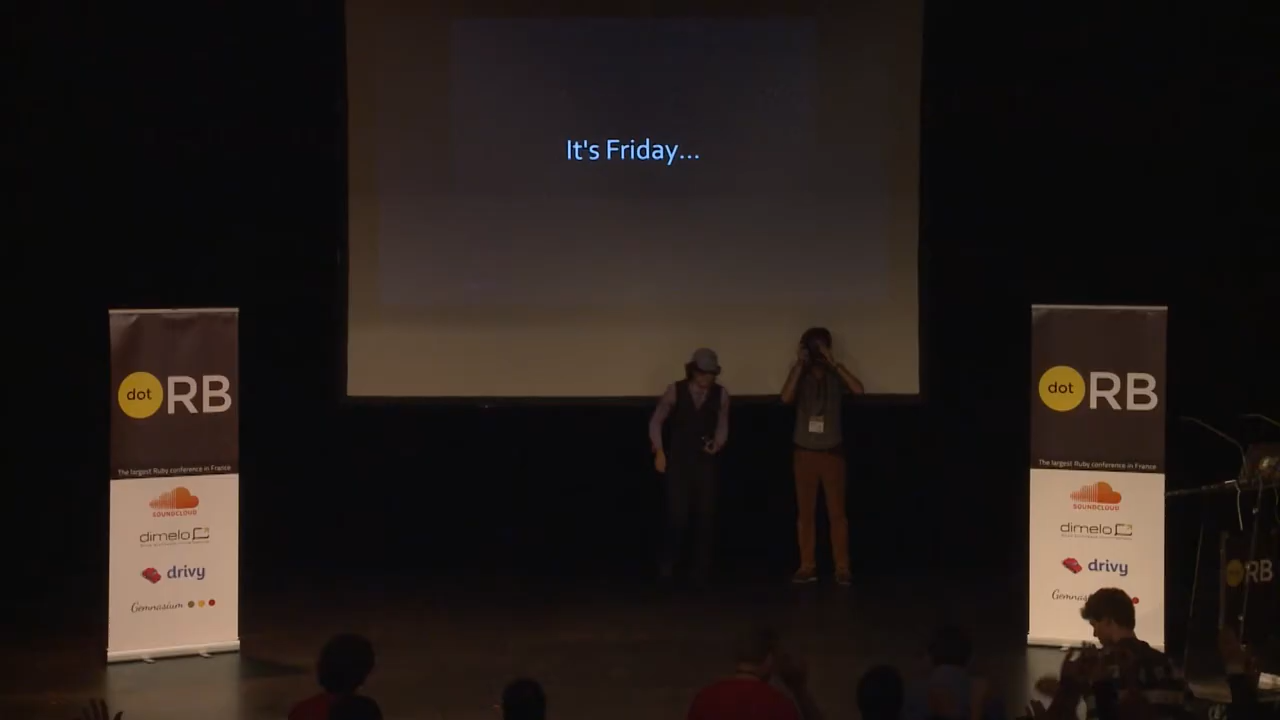 It's Friday...
dot RB
The largest Ruby conference in France
SOUNDCLOUD
dimelo
drivy
Gemnasium
dot RB
The largest Ruby conference in France
SOUNDCLOUD
dimelo
drivy
RB